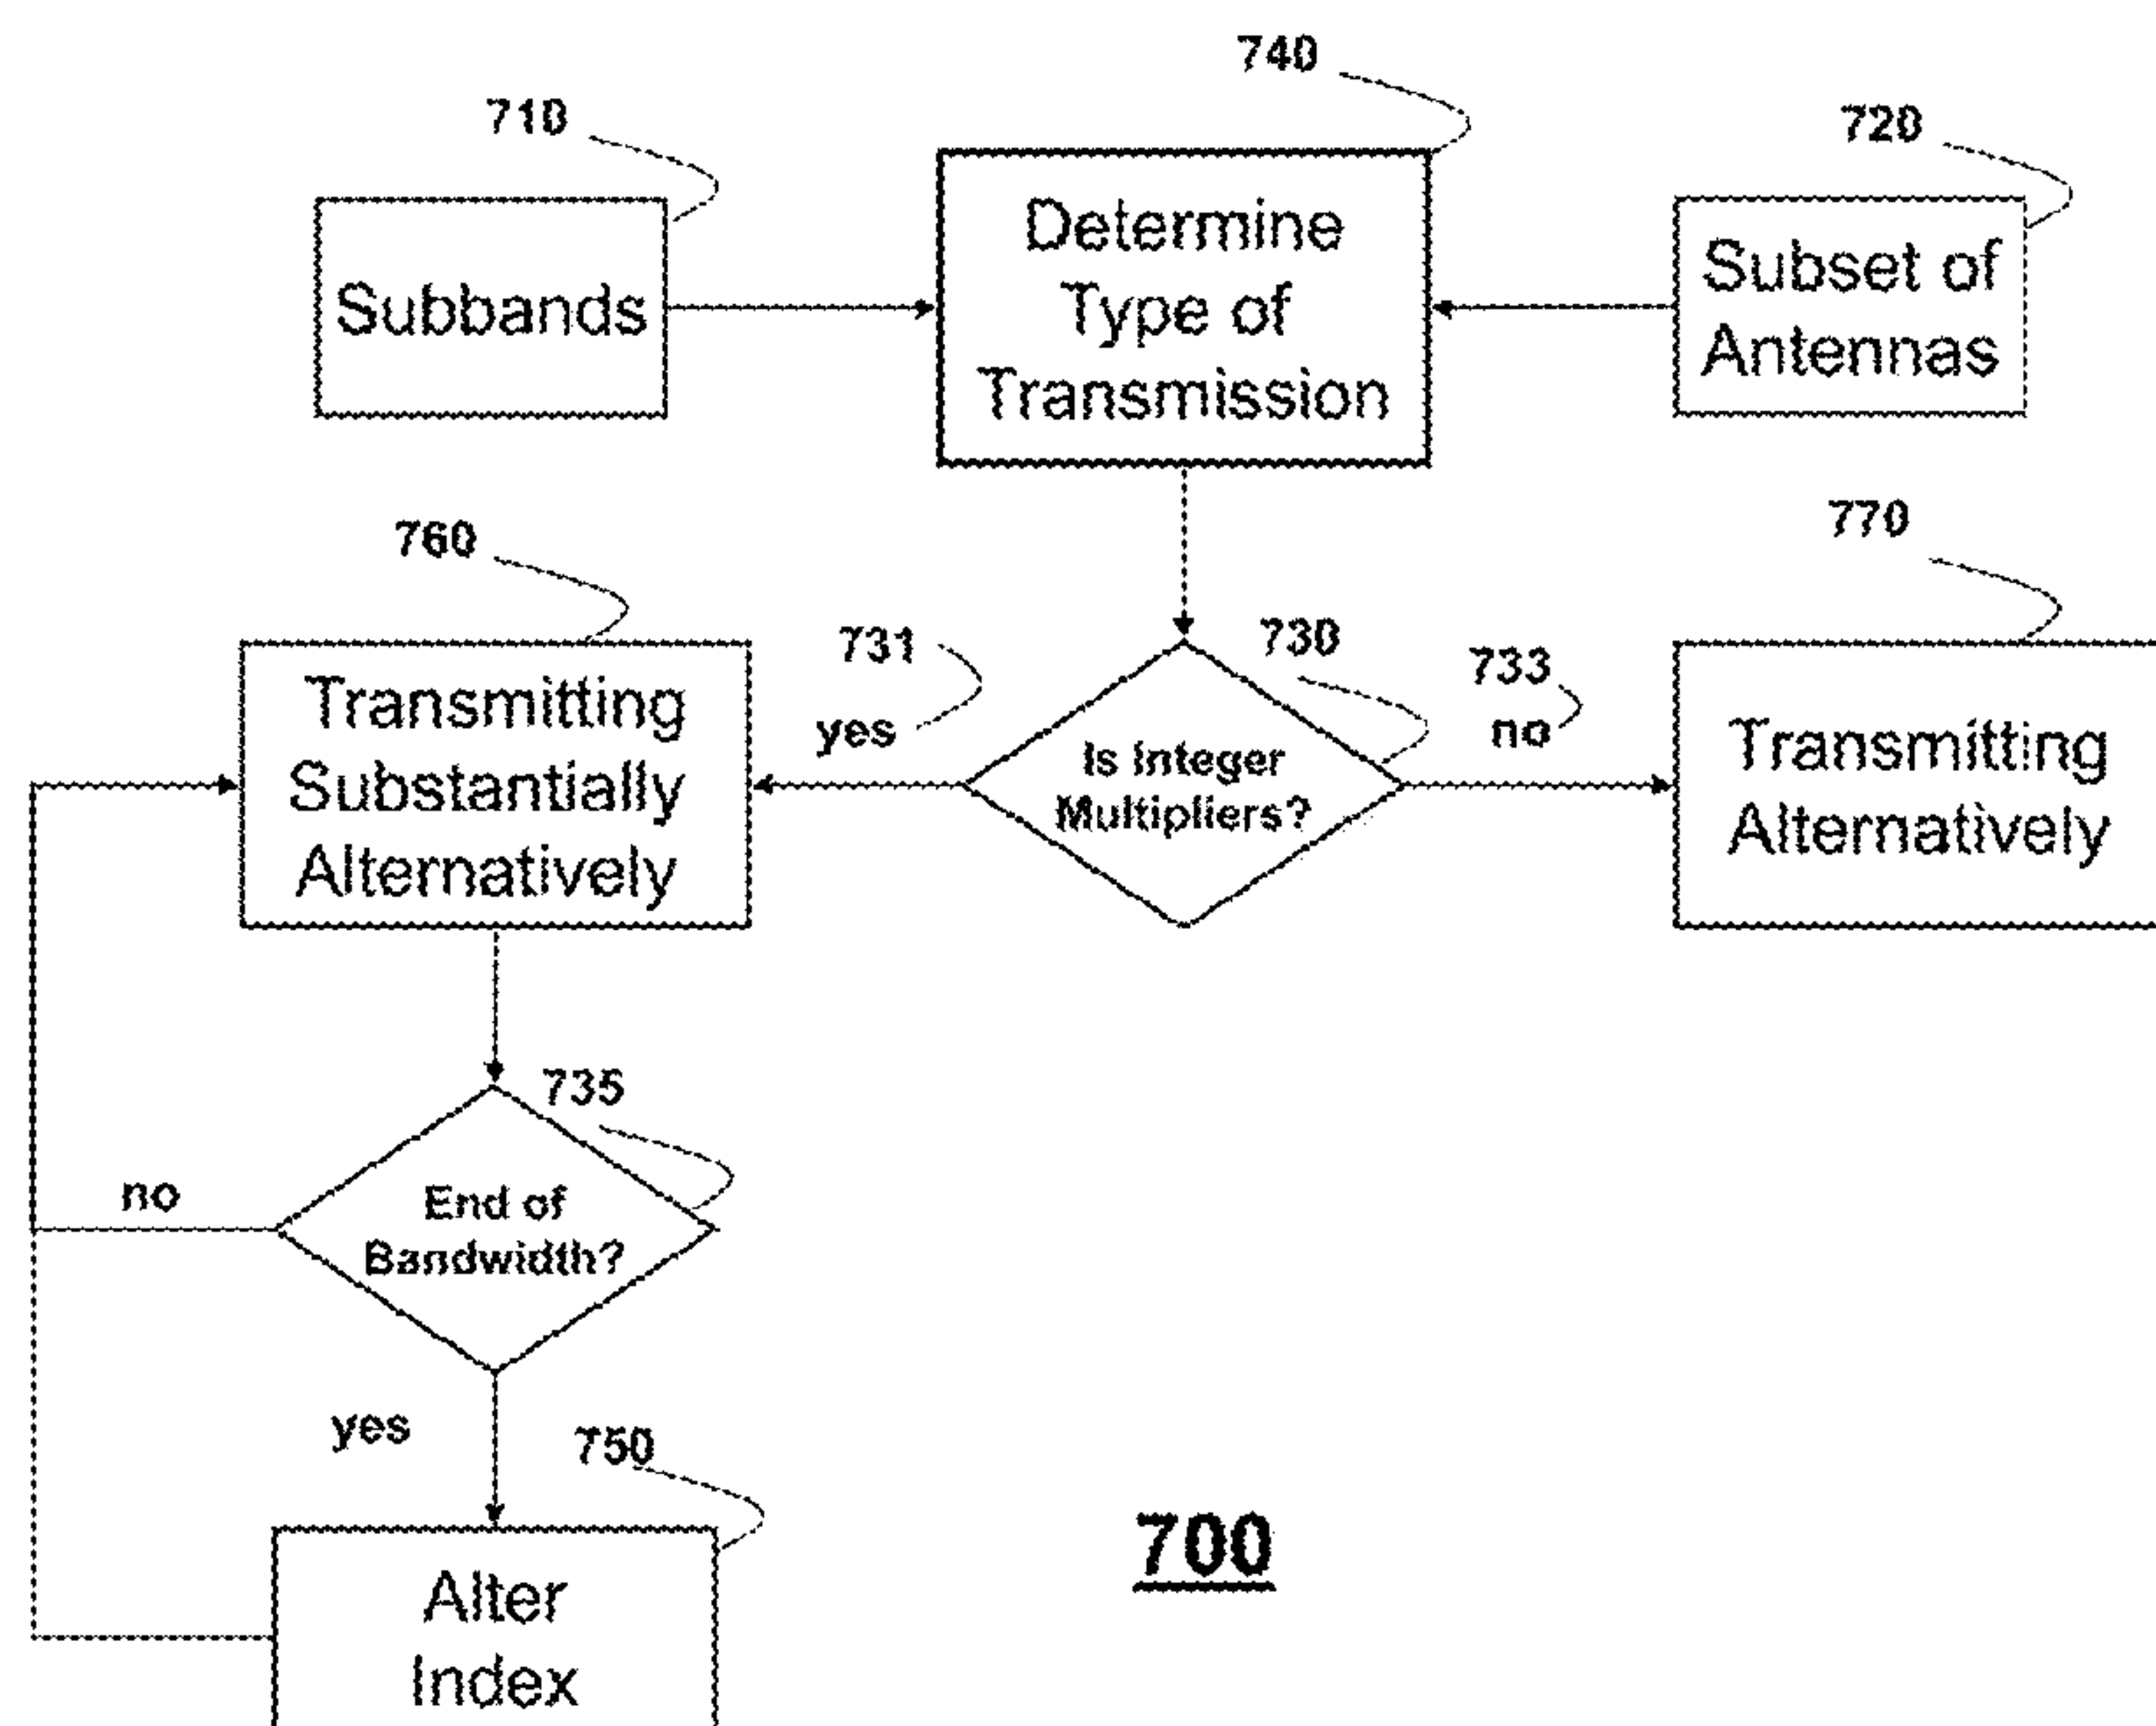 740
710
720
Determine
Type of
Transmission
Subbands
Subset of
Antennas
760
770
731
yes
730
733
no
Transmitting
Substantially
Alternatively
Is Integer
Multipliers?
Transmitting
Alternatively
735
no
End of
Bandwidth?
yes
750
Alter
Index
700